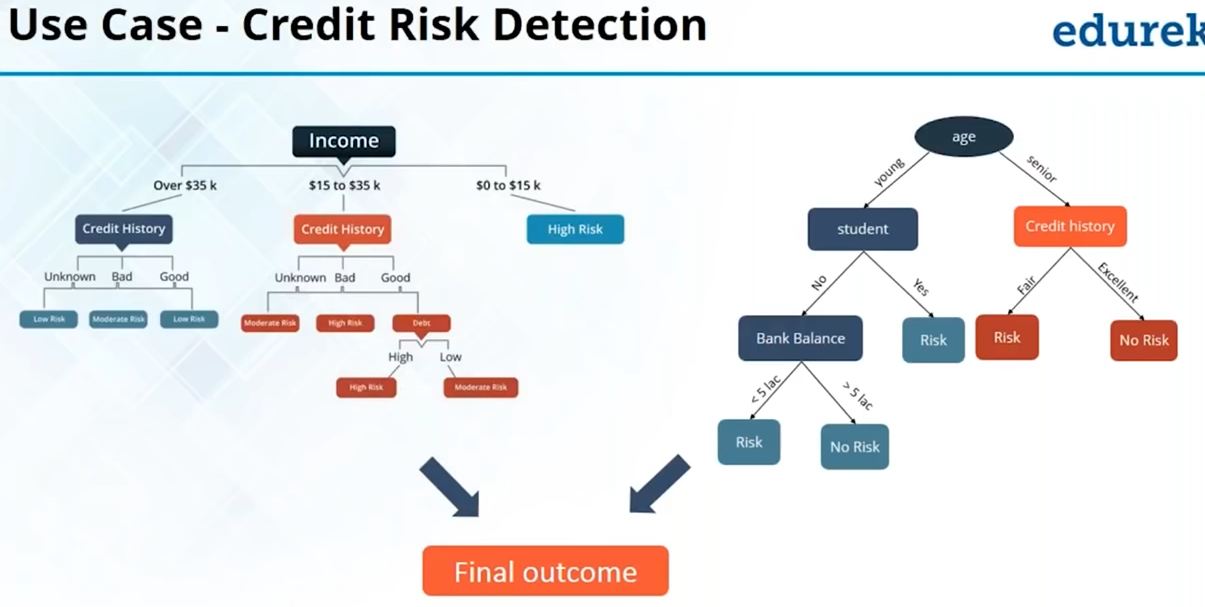 Use Case - Credit Risk Detection
edurek
Income
Over $35 k
$15 to $35 k
$0 to $15 k
Credit History
Credit History
High Risk
Unknown
Bad
Good
Unknown
Bad
Good
Low Risk
Moderate Risk
Low Risk
Moderate Risk
High Risk
Debt
High
Low
High Risk
Moderate Risk
age
young
senior
student
Credit history
No
Yes
Fair
Excellent
Bank Balance
Risk
Risk
No Risk
< 5 lac
> 5 lac
Risk
No Risk
Final outcome